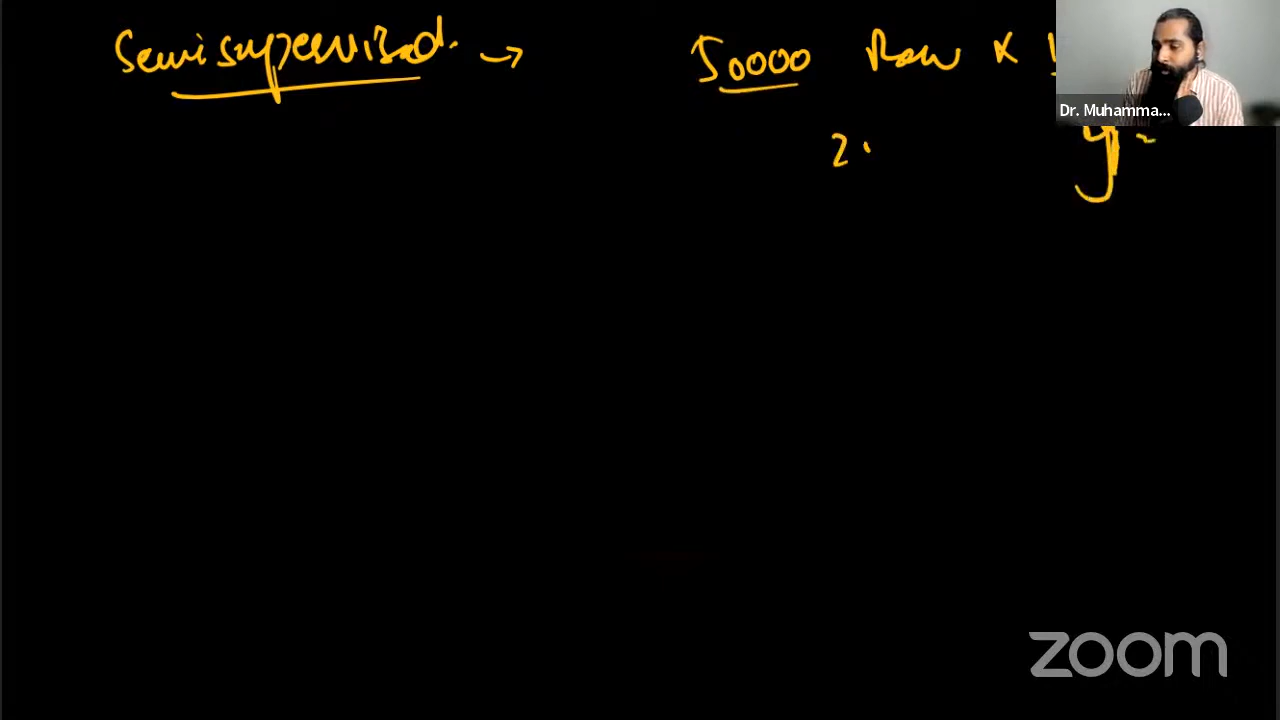 Semisupervised. →
50000 Row x
Dr. Muhamma...
2.
y =
zoom